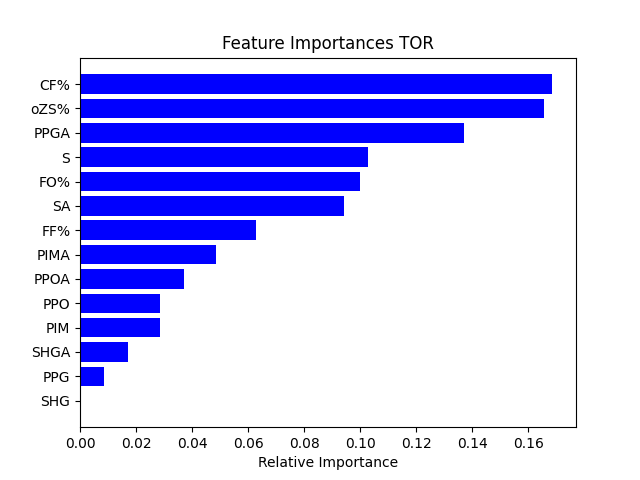 Feature Importances TOR
CF%
oZS%
PPGA
S
FO%
SA
FF%
PIMA
PPOA
PPO
PIM
SHGA
PPG
SHG
0.00 0.02 0.04 0.06 0.08 0.10 0.12 0.14 0.16
Relative Importance